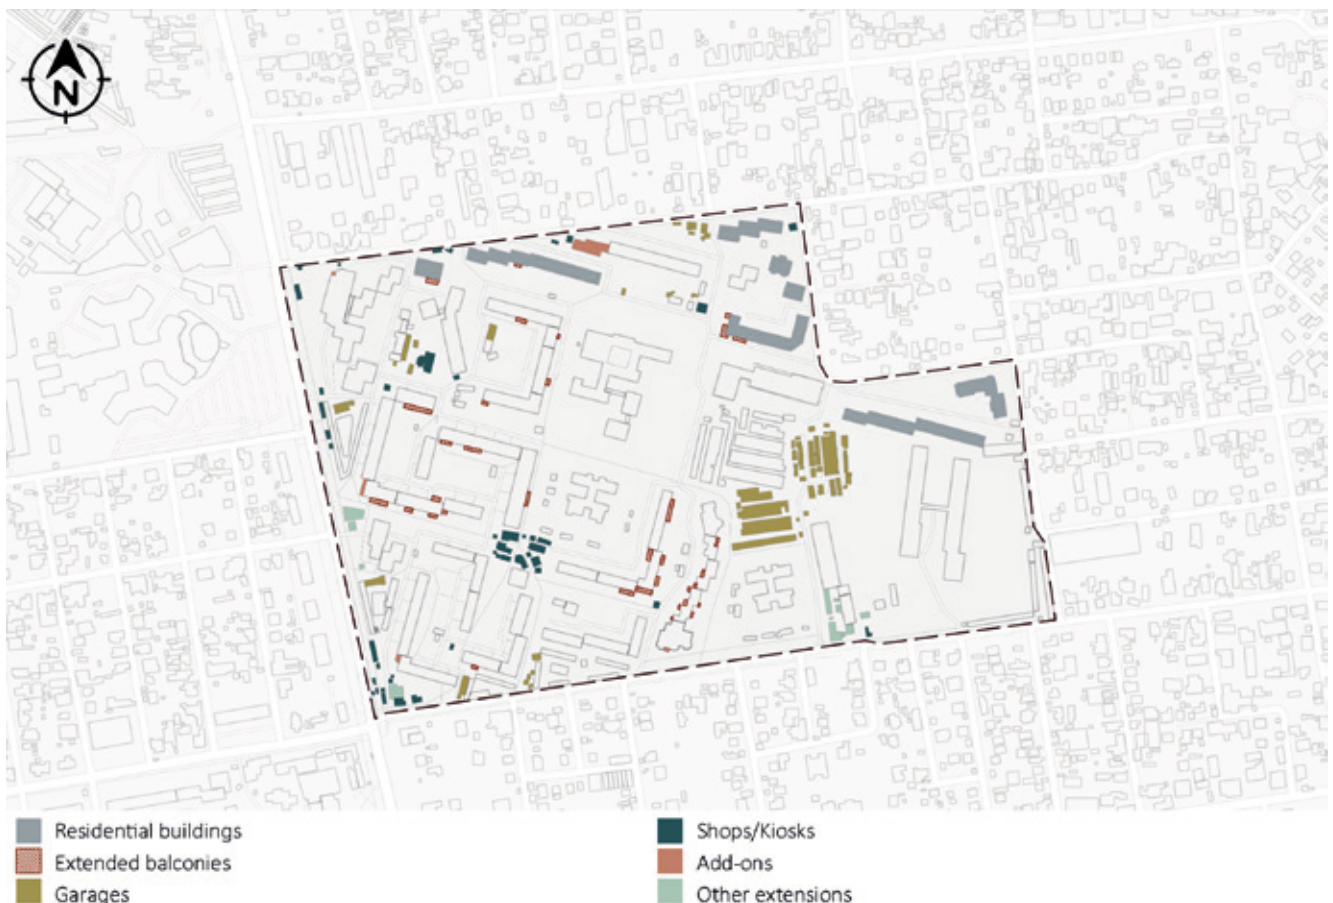 N
Residential buildings
Extended balconies
Garages
Shops/Kiosks
Add-ons
Other extensions